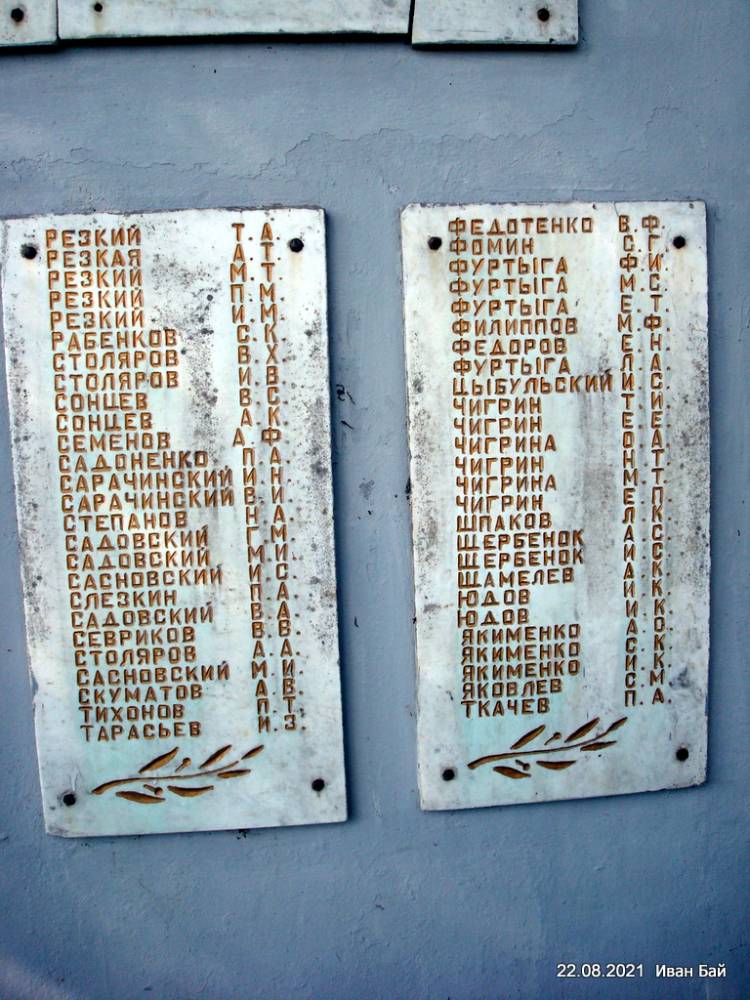 РЕЗКИЙ Т.А
РЕЗКАЯ А.Т.
РЕЗКИЙ М.Т.
РЕЗКИЙ П.М.
РЕЗКИЙ И.М.
РАБЕНКОВ С.К.
СТОЛЯРОВ В.Х.
СТОЛЯРОВ И.В.
СОНЦЕВ В.С.
СОНЦЕВ А.К.
СЕМЕНОВ А.Ф.
САДОНЕНКО П.А.
САРАЧИНСКИЙ И.Н.
САРАЧИНСКИЙ В.И.
СТЕПАНОВ Н.А.
САДОВСКИЙ Г.М.
САДОВСКИЙ М.И.
САСНОВСКИЙ И.С.
СЛЕЗКИН П.А.
САДОВСКИЙ В.А.
СЕВРИКОВ В.В.
СТОЛЯРОВ А.А.
САСНОВСКИЙ М.И.
СКУМАТОВ А.В.
ТИХОНОВ П.Т.
ТАРАСЬЕВ И.З.
ФЕДОТЕНКО В.Ф.
ФОМИН С.Г.
ФУРТЫГА Ф.И.
ФУРТЫГА М.С.
ФУРТЫГА Е.Т.
ФИЛИППОВ М.Ф.
ФЕДОРОВ Е.Н.
ФУРТЫГА Л.А.
ЦЫБУЛЬСКИЙ И.С.
ЧИГРИН Т.И.
ЧИГРИН Е.Е.
ЧИГРИНА О.А.
ЧИГРИН Н.Т.
ЧИГРИНА М.Т.
ЧИГРИН Е.П.
ШПАКОВ Л.К.
ЩЕРБЕНОК А.С.
ЩЕРБЕНОК И.С.
ЩАМЕЛЕВ А.К.
ЮДОВ И.К.
ЮДОВ И.К.
ЯКИМЕНКО А.О.
ЯКИМЕНКО С.К.
ЯКИМЕНКО И.К.
ЯКОВЛЕВ С.М.
ТКАЧЕВ П.А.
22.08.2021 Иван Бай